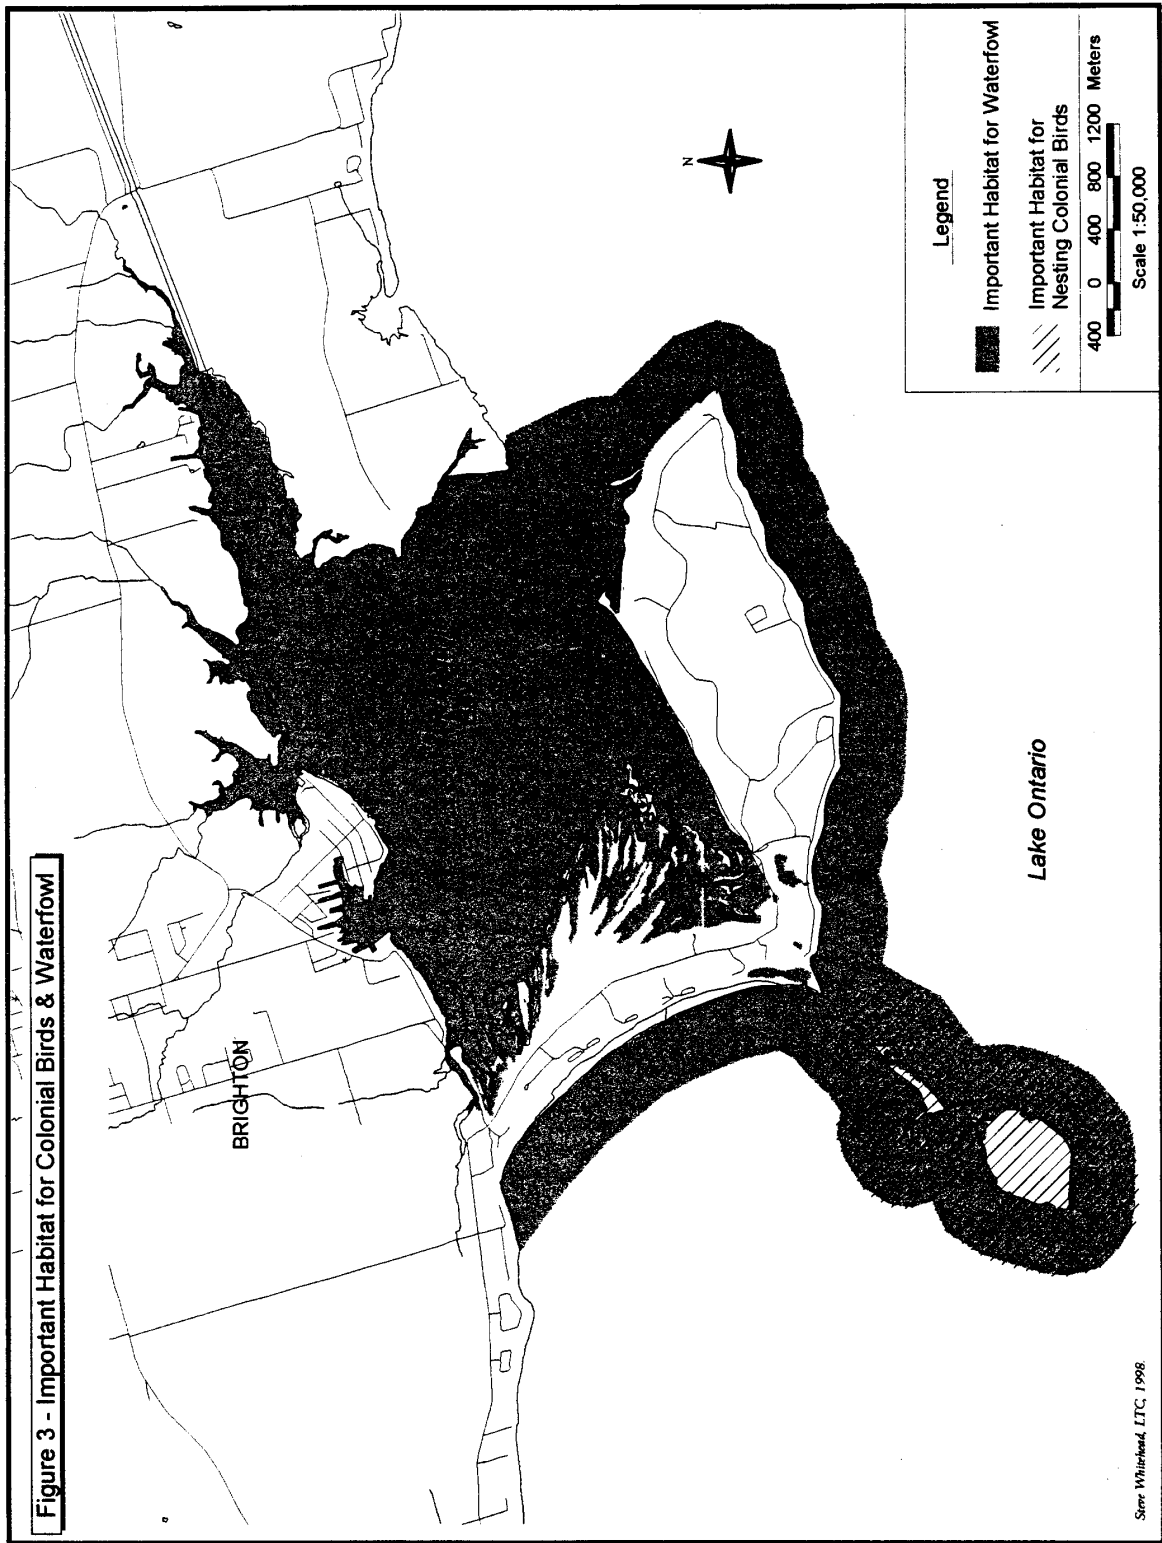 Figure 3 - Important Habitat for Colonial Birds & Waterfowl
BRIGHTON
N
Lake Ontario
Legend
Important Habitat for Waterfowl
Important Habitat for
Nesting Colonial Birds
400 0 400 800 1200 Meters
Scale 1:50,000
Steve Whitehead, LTC, 1998.